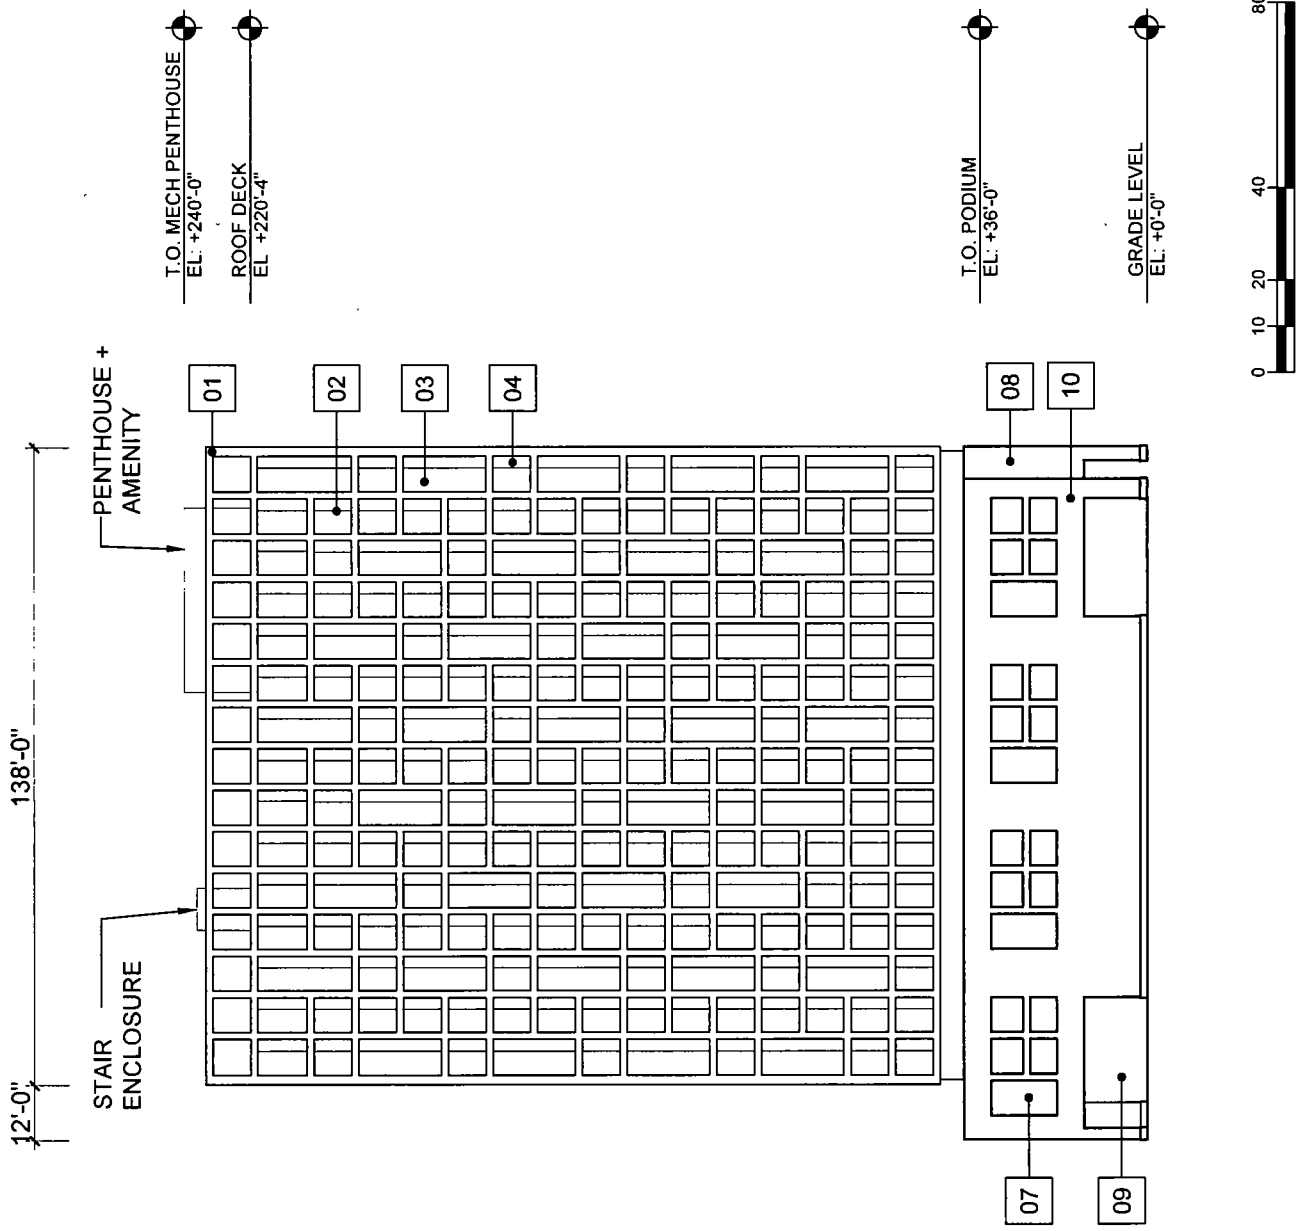 12'-0"
138'-0"
STAIR
ENCLOSURE
PENTHOUSE +
AMENITY
T.O. MECH PENTHOUSE
EL: +240'-0"
ROOF DECK
EL +220'-4"
T.O. PODIUM
EL: +36'-0"
GRADE LEVEL
EL: +0'-0"
01
02
03
04
07
08
09
10
0 10 20 40 80